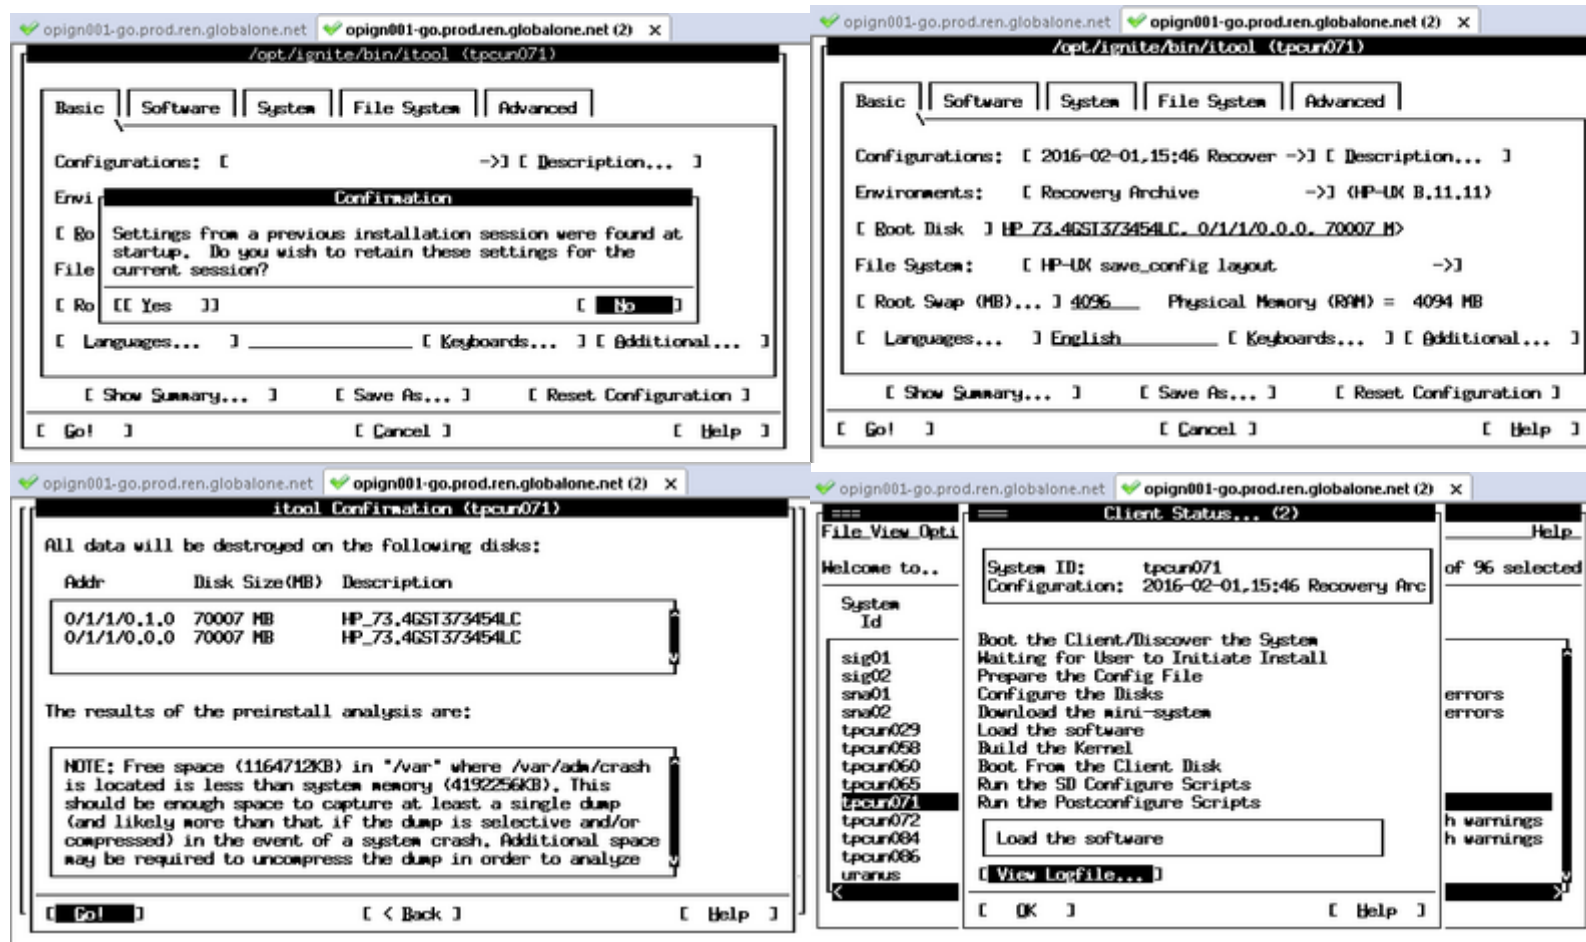 opign001-go.prod.ren.globalone.net opign001-go.prod.ren.globalone.net (2) X
/opt/ignite/bin/itool (tpcun071)
Basic Software System File System Advanced
Configurations: [ ->] [ Description... ]
Envi
Confirmation
[ Ro Settings from a previous installation session were found at
startup. Do you wish to retain these settings for the
File current session?
[ Ro [[ Yes ]] [ No ]
[ Languages... ] ____________ [ Keyboards... ] [ Additional... ]
[ Show Summary... ] [ Save As... ] [ Reset Configuration ]
[ Go! ] [ Cancel ] [ Help ]
opign001-go.prod.ren.globalone.net opign001-go.prod.ren.globalone.net (2) X
/opt/ignite/bin/itool (tpcun071)
Basic Software System File System Advanced
Configurations: [ 2016-02-01,15:46 Recover ->] [ Description... ]
Environments: [ Recovery Archive ->] (HP-UX B.11.11)
[ Root Disk ] HP_73.4GST373454LC, 0/1/1/0.0.0, 70007 M>
File System: [ HP-UX save_config layout ->]
[ Root Swap (MB)... ] 4096___ Physical Memory (RAM) = 4094 MB
[ Languages... ] English_______ [ Keyboards... ] [ Additional... ]
[ Show Summary... ] [ Save As... ] [ Reset Configuration ]
[ Go! ] [ Cancel ] [ Help ]
opign001-go.prod.ren.globalone.net opign001-go.prod.ren.globalone.net (2) X
itool Confirmation (tpcun071)
All data will be destroyed on the following disks:
Addr Disk Size(MB) Description
0/1/1/0.1.0 70007 MB HP_73.4GST373454LC
0/1/1/0.0.0 70007 MB HP_73.4GST373454LC
The results of the preinstall analysis are:
NOTE: Free space (1164712KB) in "/var" where /var/adm/crash
is located is less than system memory (4192256KB). This
should be enough space to capture at least a single dump
(and likely more than that if the dump is selective and/or
compressed) in the event of a system crash. Additional space
may be required to uncompress the dump in order to analyze
[ Go! ] [ < Back ] [ Help ]
opign001-go.prod.ren.globalone.net opign001-go.prod.ren.globalone.net (2) X
=== Client Status... (2)
File View Opti Help
Welcome to.. System ID: tpcun071 of 96 selected
Configuration: 2016-02-01,15:46 Recovery Arc
System
Id
Boot the Client/Discover the System
sig01 Waiting for User to Initiate Install
sig02 Prepare the Config File
sna01 Configure the Disks errors
sna02 Download the mini-system errors
tpcun029 Load the software
tpcun058 Build the Kernel
tpcun060 Boot From the Client Disk
tpcun065 Run the SD Configure Scripts
tpcun071 Run the Postconfigure Scripts
tpcun072 h warnings
tpcun084 Load the software h warnings
tpcun086
uranus [ View Logfile... ]
[ OK ] [ Help ]